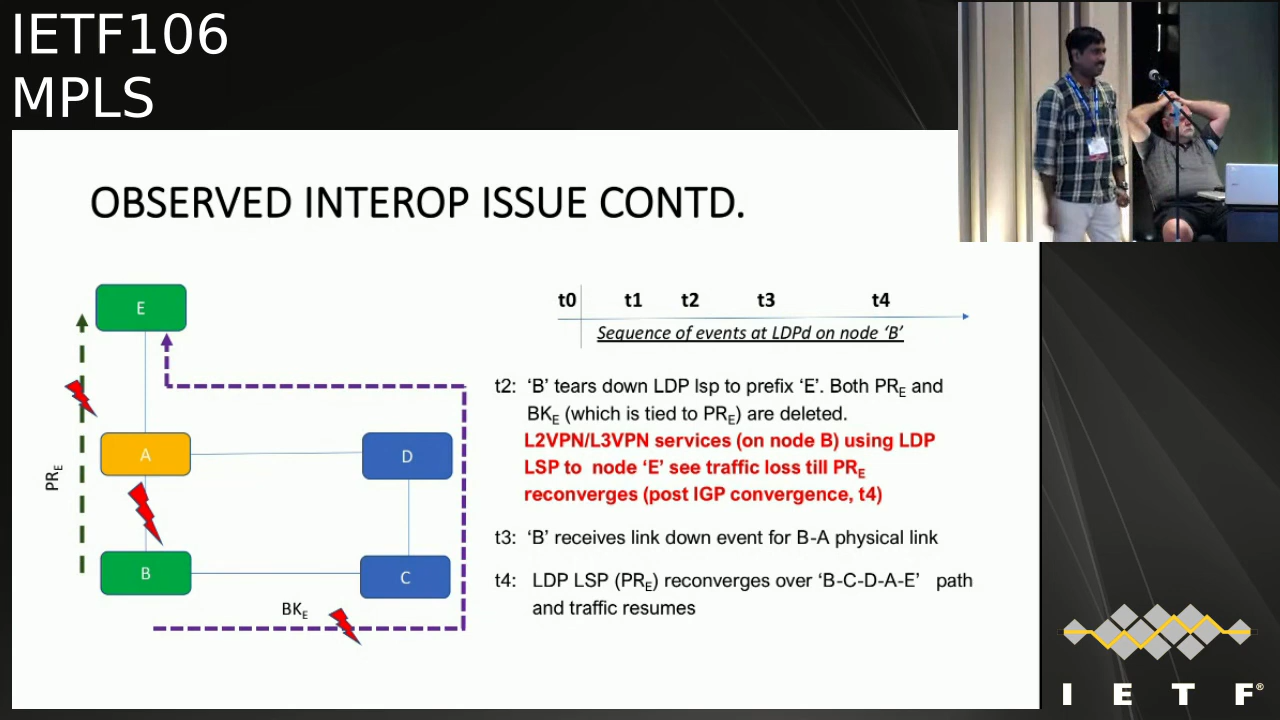 IETF106
MPLS
OBSERVED INTEROP ISSUE CONTD.
E
A
D
B
C
PRE
BKE
t0 t1 t2 t3 t4
Sequence of events at LDPd on node ‘B’
t2: ‘B’ tears down LDP lsp to prefix ‘E’. Both PRE and
BKE (which is tied to PRE) are deleted.
L2VPN/L3VPN services (on node B) using LDP
LSP to node ‘E’ see traffic loss till PRE
reconverges (post IGP convergence, t4)
t3: ‘B’ receives link down event for B-A physical link
t4: LDP LSP (PRE) reconverges over ‘B-C-D-A-E’ path
and traffic resumes
I E T F®